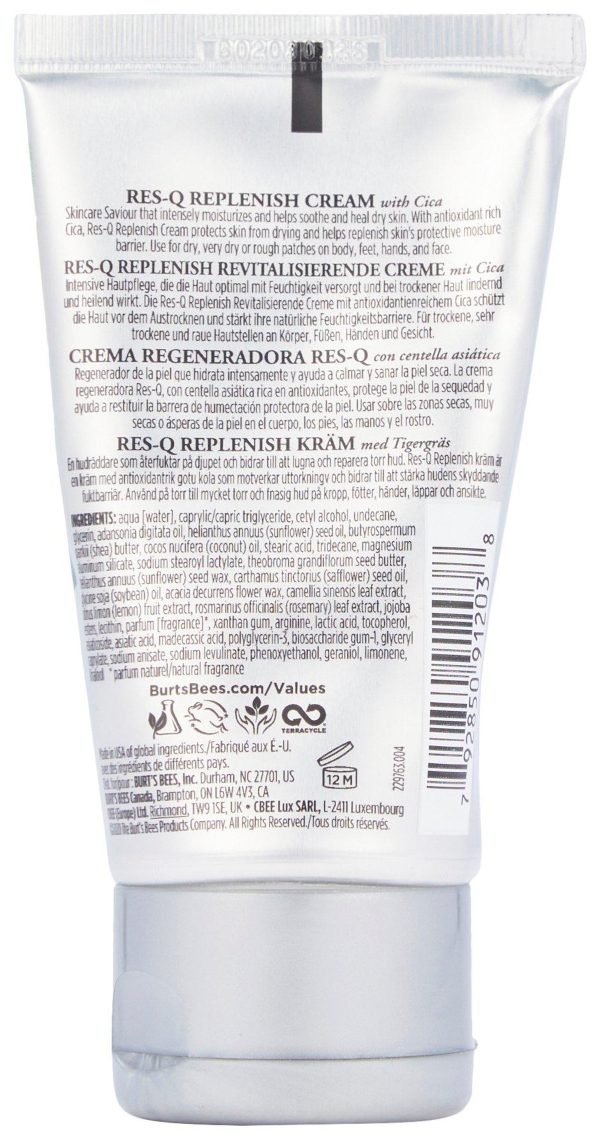 RES-Q REPLENISH CREAM with Cica
Skincare Saviour that intensely moisturizes and helps soothe and heal dry skin. With antioxidant rich
Cica, Res-Q Replenish Cream protects skin from drying and helps replenish skin's protective moisture
barrier. Use for dry, very dry or rough patches on body, feet, hands, and face.
RES-Q REPLENISH REVITALISIERENDE CREME mit Cica
Intensive Hautpflege, die die Haut optimal mit Feuchtigkeit versorgt und bei trockener Haut lindernd
und heilend wirkt. Die Res-Q Replenish Revitalisierende Creme mit antioxidantienreichem Cica schützt
die Haut vor dem Austrocknen und stärkt ihre natürliche Feuchtigkeitsbarriere. Für trockene, sehr
trockene und raue Hautstellen an Körper, Füßen, Händen und Gesicht.
CREMA REGENERADORA RES-Q con centella asiática
Regenerador de la piel que hidrata intensamente y ayuda a calmar y sanar la piel seca. La crema
regeneradora Res-Q, con centella asiática rica en antioxidantes, protege la piel de la sequedad y
ayuda a restituir la barrera de humectación protectora de la piel. Usar sobre las zonas secas, muy
secas o ásperas de la piel en el cuerpo, los pies, las manos y el rostro.
RES-Q REPLENISH KRÄM med Tigergräs
En hudräddare som återfuktar på djupet och bidrar till att lugna och reparera torr hud. Res-Q Replenish kräm är
en kräm med antioxidantrik gotu kola som motverkar uttorkningv och bidrar till att stärka hudens skyddande
fuktbarriär. Använd på torr till mycket torr och fnasig hud på kropp, fötter, händer, läppar och ansikte.
INGREDIENTS: aqua [water], caprylic/capric triglyceride, cetyl alcohol, undecane,
glycerin, adansonia digitata oil, helianthus annuus (sunflower) seed oil, butyrospermum
parkii (shea) butter, cocos nucifera (coconut) oil, stearic acid, tridecane, magnesium
aluminum silicate, sodium stearoyl lactylate, theobroma grandiflorum seed butter,
helianthus annuus (sunflower) seed wax, carthamus tinctorius (safflower) seed oil,
glycine soja (soybean) oil, acacia decurrens flower wax, camellia sinensis leaf extract,
citrus limon (lemon) fruit extract, rosmarinus officinalis (rosemary) leaf extract, jojoba
esters, lecithin, parfum [fragrance]*, xanthan gum, arginine, lactic acid, tocopherol,
asiaticoside, asiatic acid, madecassic acid, polyglycerin-3, biosaccharide gum-1, glyceryl
caprylate, sodium anisate, sodium levulinate, phenoxyethanol, geraniol, limonene,
linalool *parfum naturel/natural fragrance
BurtsBees.com/Values
TERRACYCLE
Made in USA of global ingredients./Fabriqué aux É.-U.
avec des ingrédients de différents pays.
Dist. for/pour: BURT'S BEES, Inc. Durham, NC 27701, US
BURT'S BEES Canada, Brampton, ON L6W 4V3, CA
CBEE (Europe) Ltd. Richmond, TW9 1SE, UK • CBEE Lux SARL, L-2411 Luxembourg
The Burt's Bees Products Company. All Rights Reserved./Tous droits réservés.
12 M
229763.004
7 92850 91203 8